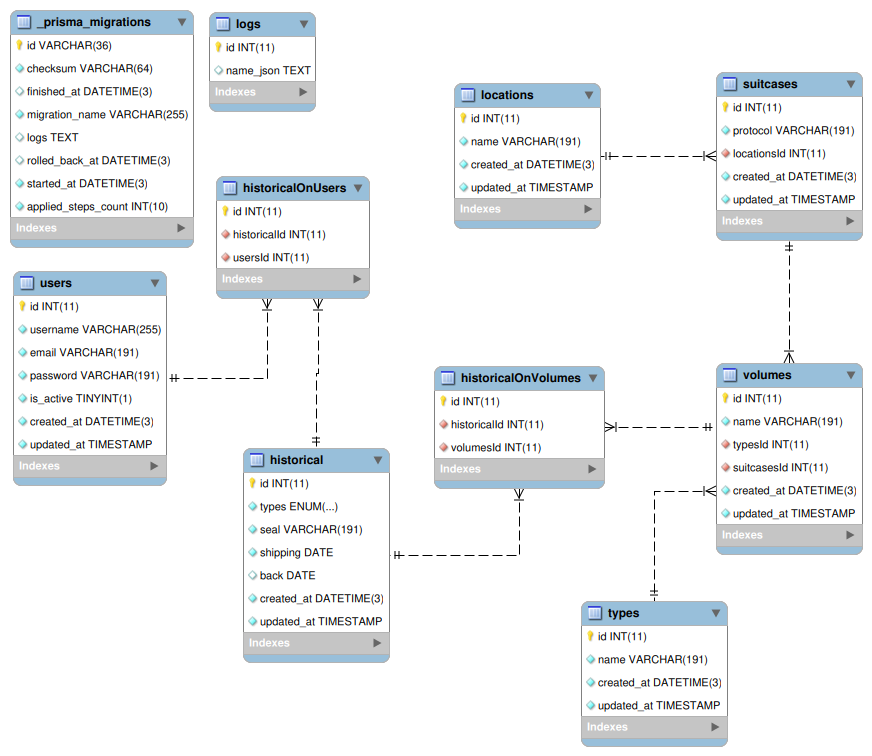 _prisma_migrations
id VARCHAR(36)
checksum VARCHAR(64)
finished_at DATETIME(3)
migration_name VARCHAR(255)
logs TEXT
rolled_back_at DATETIME(3)
started_at DATETIME(3)
applied_steps_count INT(10)
Indexes
logs
id INT(11)
name_json TEXT
Indexes
locations
id INT(11)
name VARCHAR(191)
created_at DATETIME(3)
updated_at TIMESTAMP
Indexes
suitcases
id INT(11)
protocol VARCHAR(191)
locationsId INT(11)
created_at DATETIME(3)
updated_at TIMESTAMP
Indexes
historicalOnUsers
id INT(11)
historicalId INT(11)
usersId INT(11)
Indexes
users
id INT(11)
username VARCHAR(255)
email VARCHAR(191)
password VARCHAR(191)
is_active TINYINT(1)
created_at DATETIME(3)
updated_at TIMESTAMP
Indexes
historicalOnVolumes
id INT(11)
historicalId INT(11)
volumesId INT(11)
Indexes
volumes
id INT(11)
name VARCHAR(191)
typesId INT(11)
suitcasesId INT(11)
created_at DATETIME(3)
updated_at TIMESTAMP
Indexes
historical
id INT(11)
types ENUM(...)
seal VARCHAR(191)
shipping DATE
back DATE
created_at DATETIME(3)
updated_at TIMESTAMP
Indexes
types
id INT(11)
name VARCHAR(191)
created_at DATETIME(3)
updated_at TIMESTAMP
Indexes